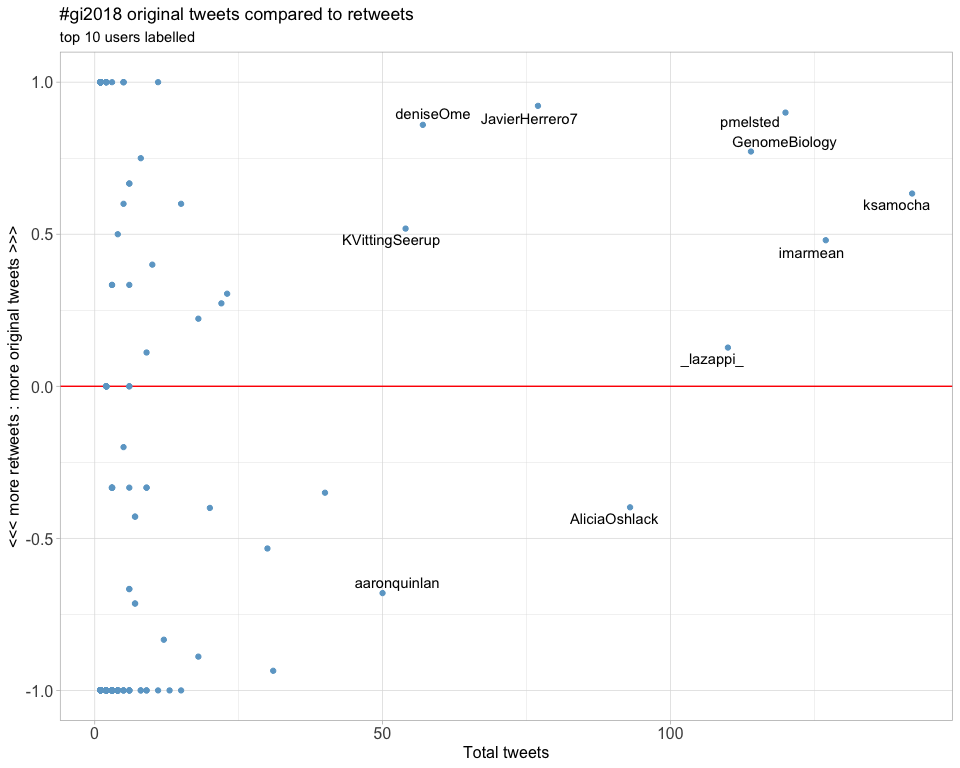 #gi2018 original tweets compared to retweets
top 10 users labelled
<<< more retweets : more original tweets >>>
1.0
0.5
0.0
-0.5
-1.0
deniseOme
JavierHerrero7
pmelsted
GenomeBiology
ksamocha
KVittingSeerup
imarmean
_lazappi_
AliciaOshlack
aaronquinlan
0
50
100
Total tweets